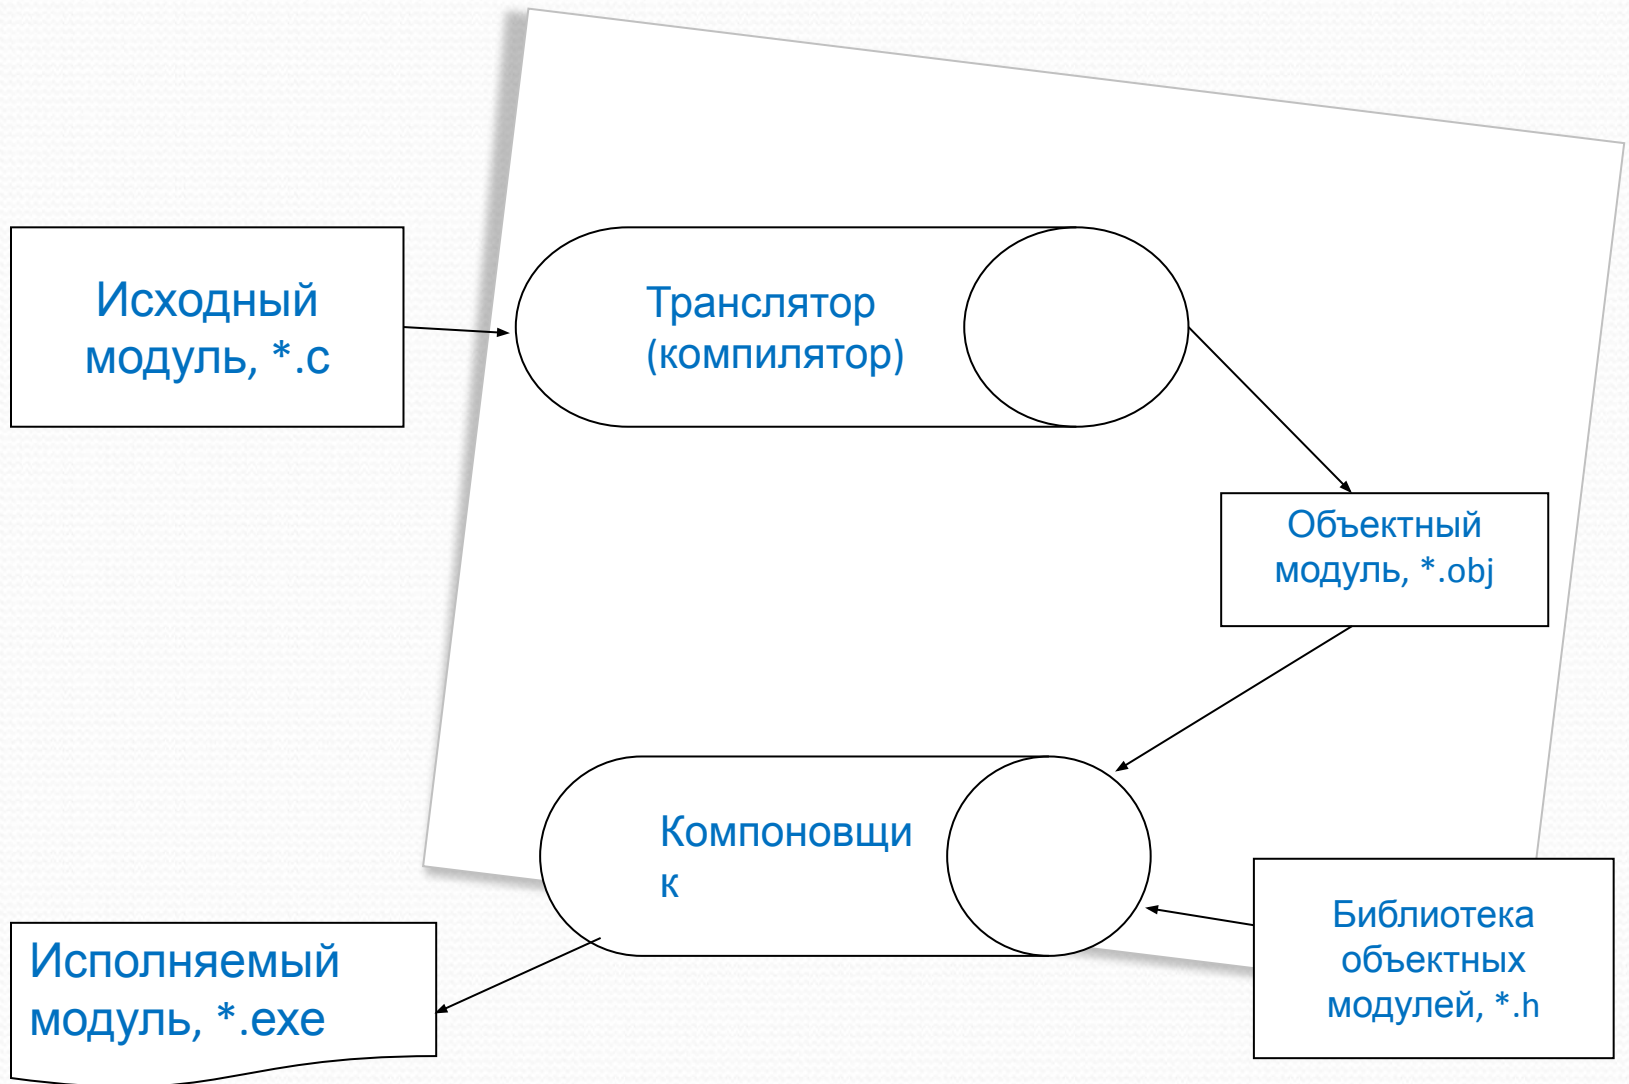 Исходный
модуль, *.c
Транслятор
(компилятор)
Объектный
модуль, *.obj
Компоновщи
к
Библиотека
объектных
модулей, *.h
Исполняемый
модуль, *.exe